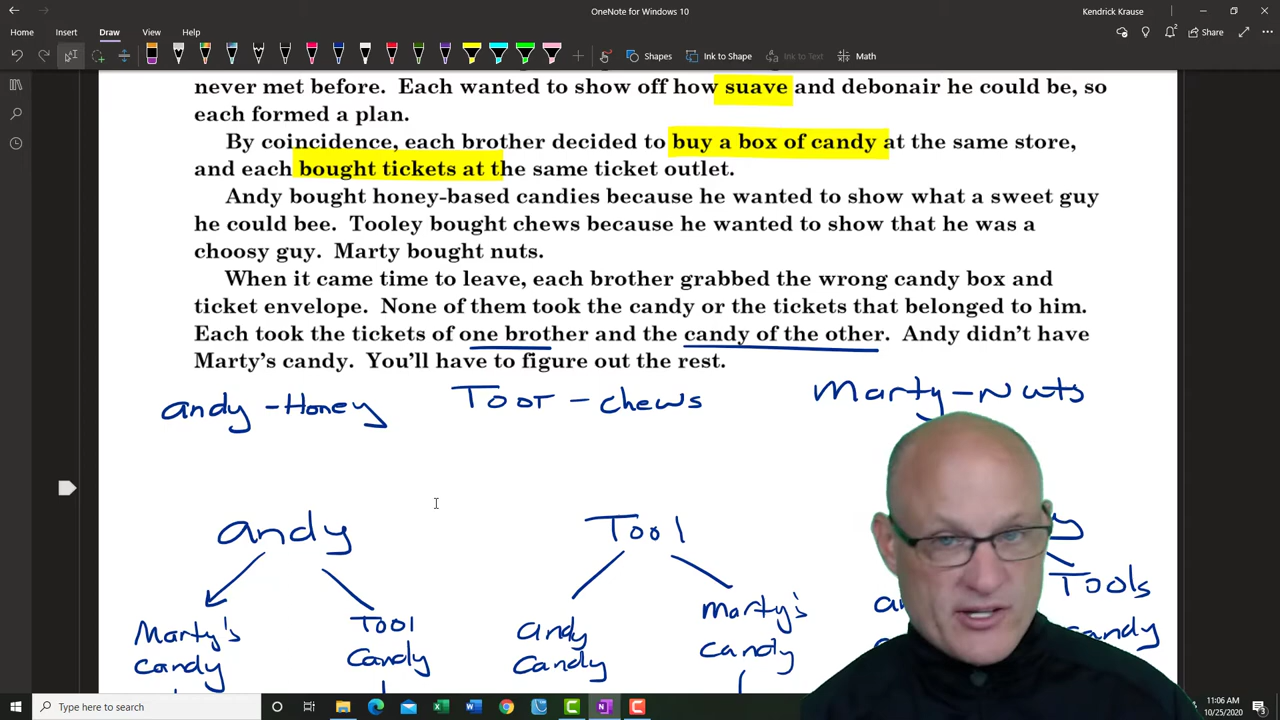 OneNote for Windows 10
Kendrick Krause
Home Insert Draw View Help
Share
Shapes Ink to Shape Ink to Text Math
never met before. Each wanted to show off how suave and debonair he could be, so
each formed a plan.
By coincidence, each brother decided to buy a box of candy at the same store,
and each bought tickets at the same ticket outlet.
Andy bought honey-based candies because he wanted to show what a sweet guy
he could bee. Tooley bought chews because he wanted to show that he was a
choosy guy. Marty bought nuts.
When it came time to leave, each brother grabbed the wrong candy box and
ticket envelope. None of them took the candy or the tickets that belonged to him.
Each took the tickets of one brother and the candy of the other. Andy didn't have
Marty's candy. You'll have to figure out the rest.
andy - Honey Toot - chews Marty - Nuts
andy Tool y
Marty's Tool andy marty's an Tools
candy candy candy candy candy
Type here to search
11:06 AM
10/25/2020
3